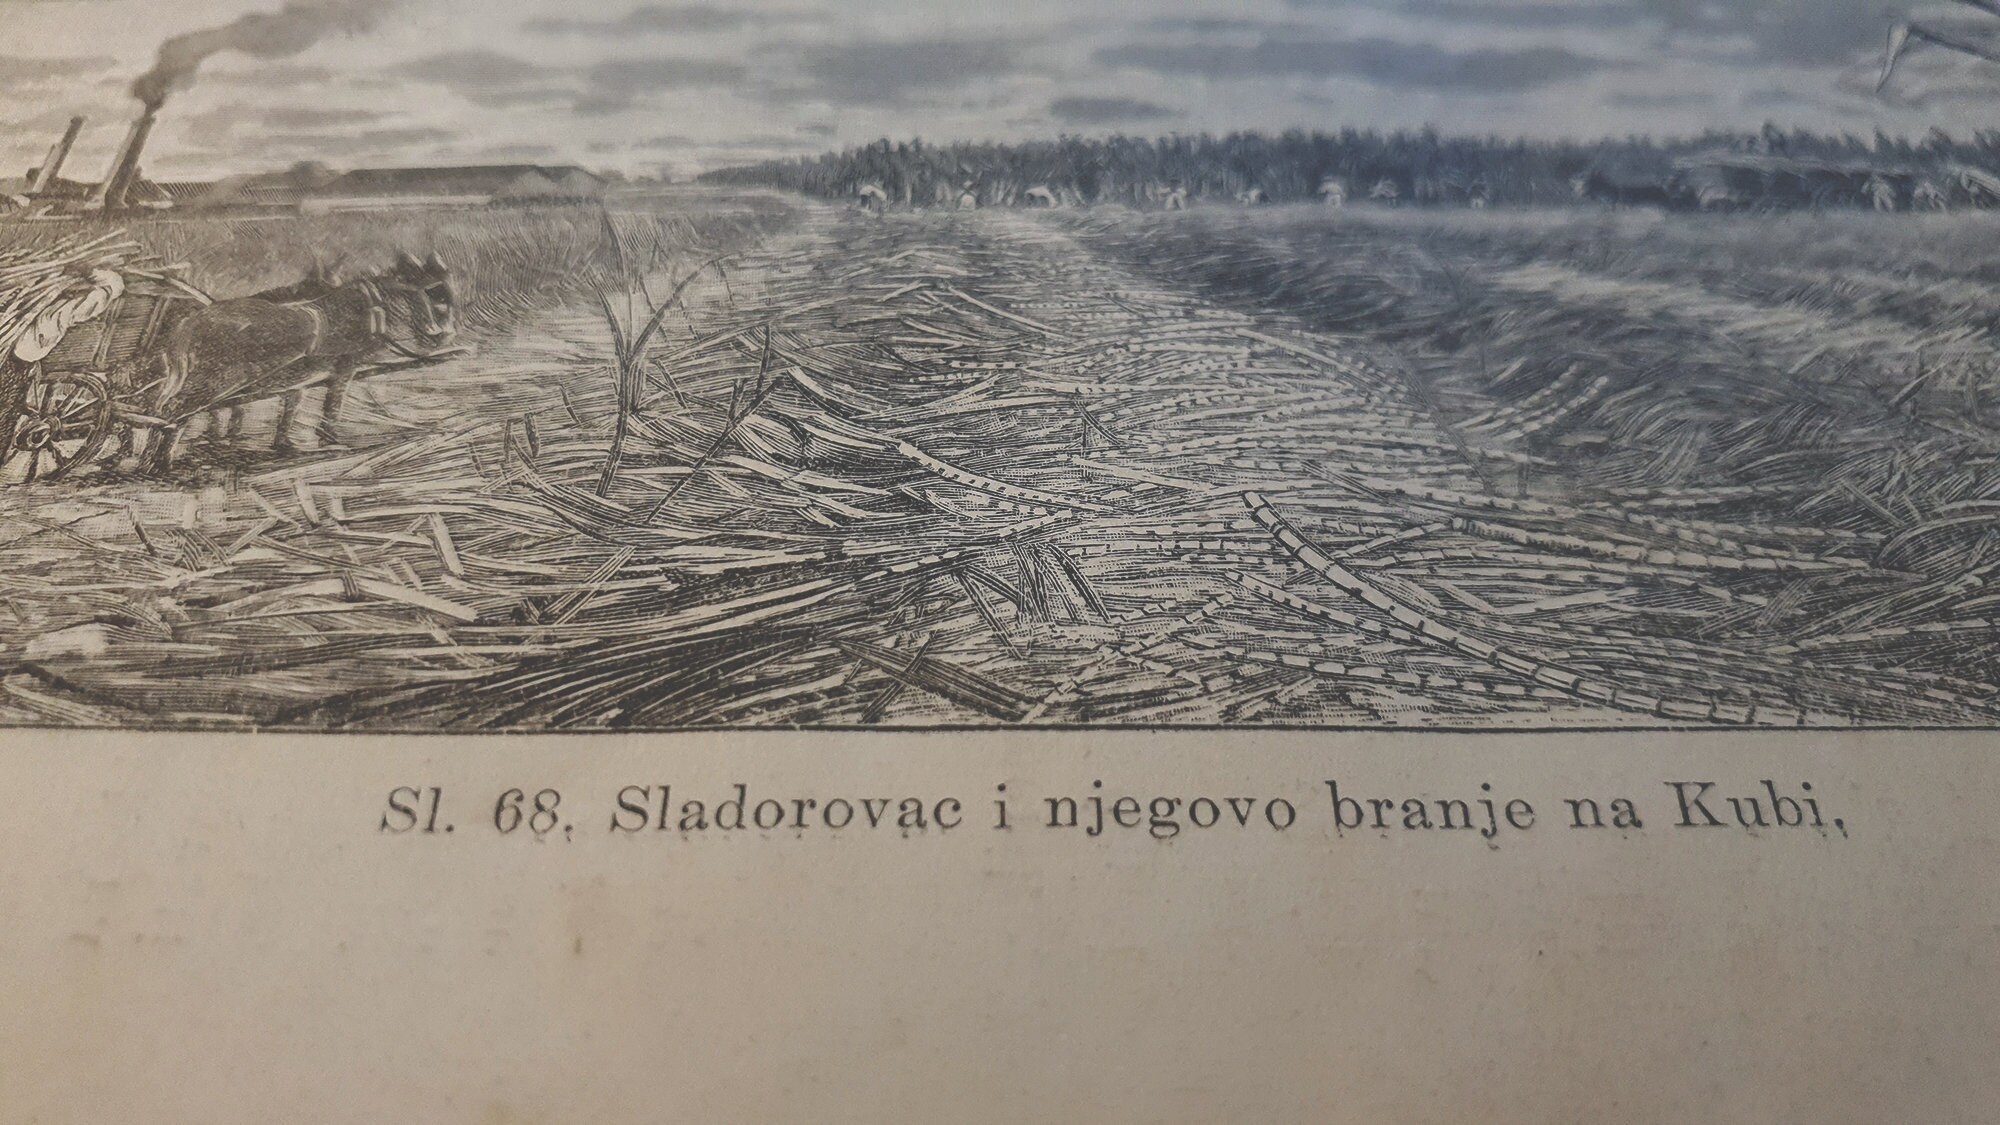 Sl. 68. Sladorovac i njegovo branje na Kubi.